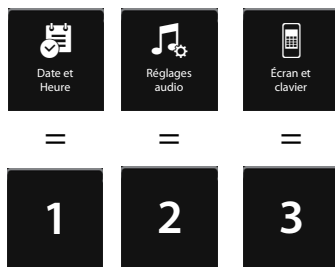 Date et
Heure
Réglages
audio
Écran et
clavier
= = =
1 2 3